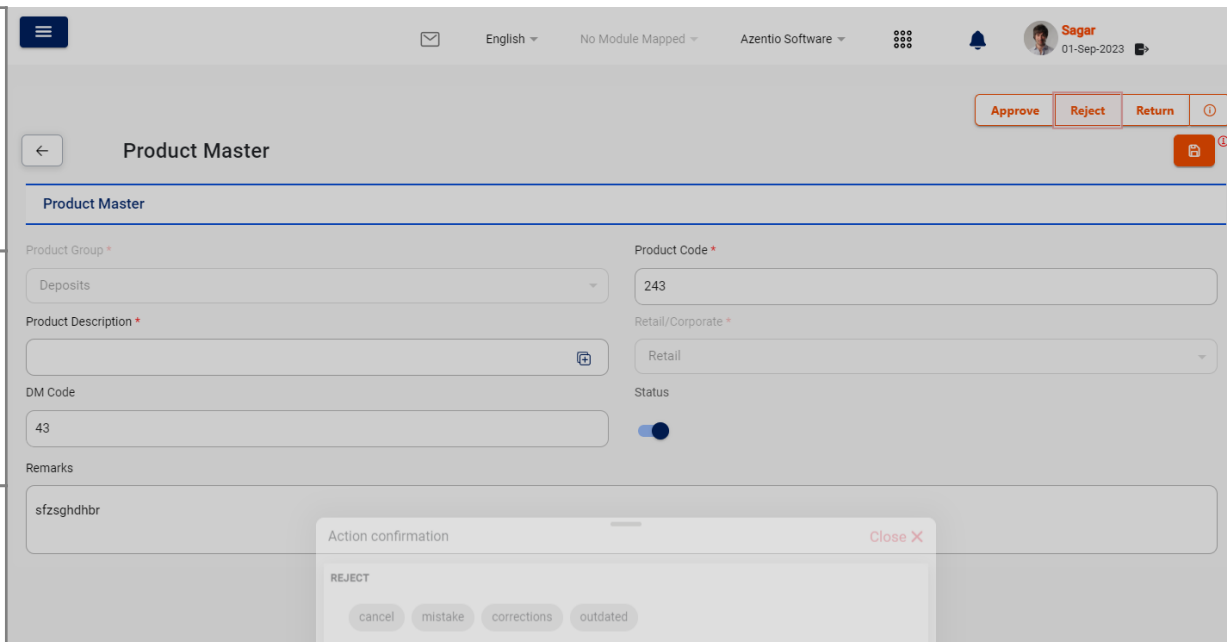 English No Module Mapped Azentio Software Sagar
01-Sep-2023
Approve Reject Return
Product Master
Product Master
Product Group * Product Code *
Deposits 243
Product Description * Retail/Corporate *
Retail
DM Code Status
43
Remarks
sfzsghdhbr
Action confirmation Close X
REJECT
cancel mistake corrections outdated